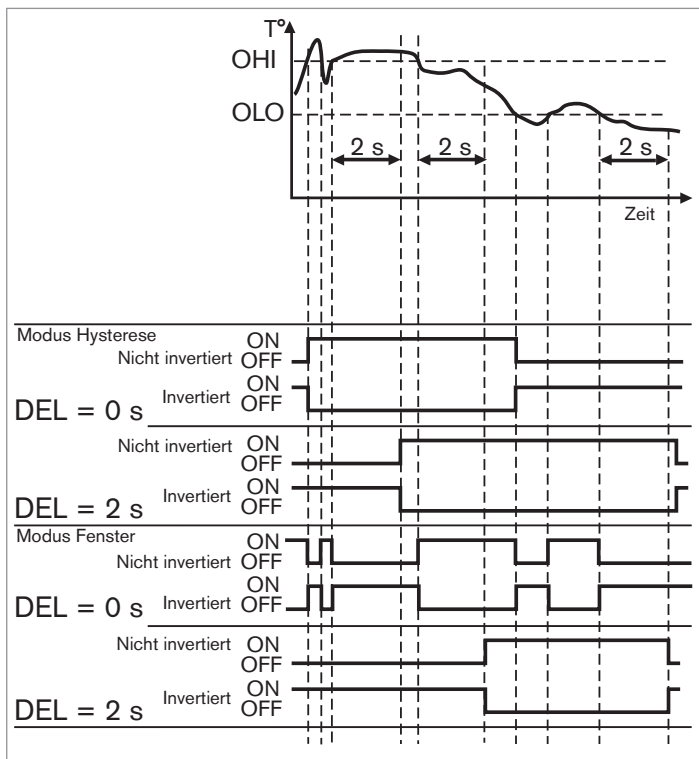 T°
OHI
OLO
2 s 2 s 2 s
Zeit
Modus Hysterese
ON
Nicht invertiert OFF
ON
Invertiert OFF
DEL = 0 s
Nicht invertiert ON
OFF
ON
Invertiert OFF
DEL = 2 s
Modus Fenster
ON
Nicht invertiert OFF
ON
Invertiert OFF
DEL = 0 s
Nicht invertiert ON
OFF
ON
Invertiert OFF
DEL = 2 s